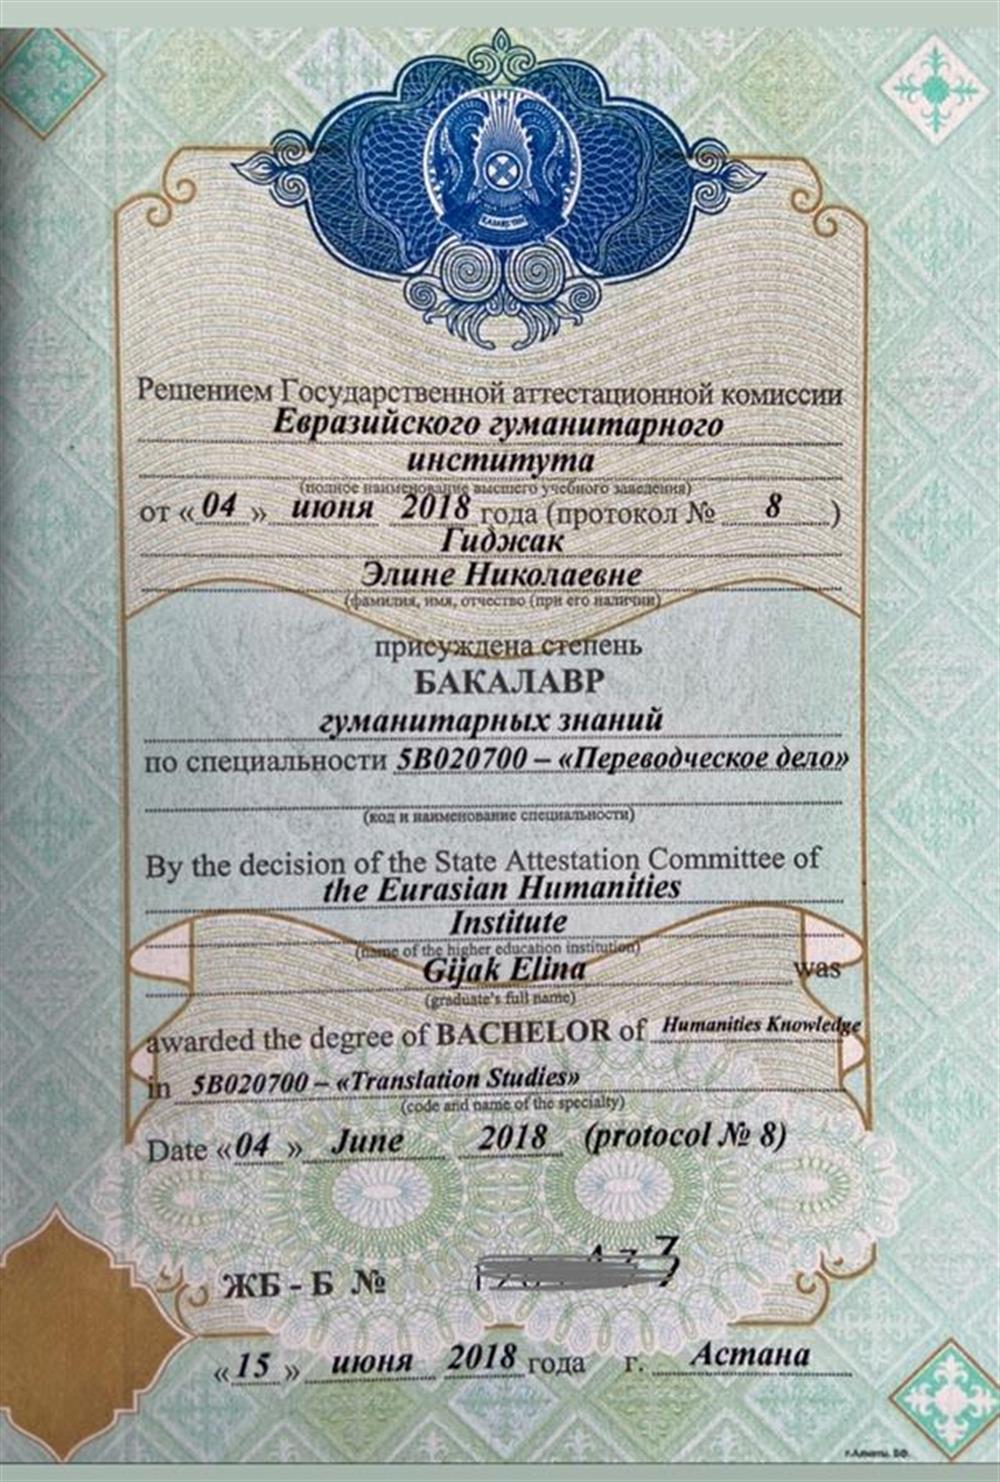 ҚАЗАҚСТАН
Решением Государственной аттестационной комиссии
Евразийского гуманитарного
института
(полное наименование высшего учебного заведения)
от « 04 » июня 2018 года (протокол № 8 )
Гиджак
Элине Николаевне
(фамилия, имя, отчество (при его наличии)
присуждена степень
БАКАЛАВР
гуманитарных знаний
по специальности 5В020700 – «Переводческое дело»
(код и наименование специальности)
By the decision of the State Attestation Committee of
the Eurasian Humanities
Institute
(name of the higher education institution)
Gijak Elina was
(graduate's full name)
awarded the degree of BACHELOR of Humanities Knowledge
in 5B020700 – «Translation Studies»
(code and name of the specialty)
Date « 04 » June 2018 (protocol № 8)
ЖБ - Б №
« 15 » июня 2018 года г. Астана